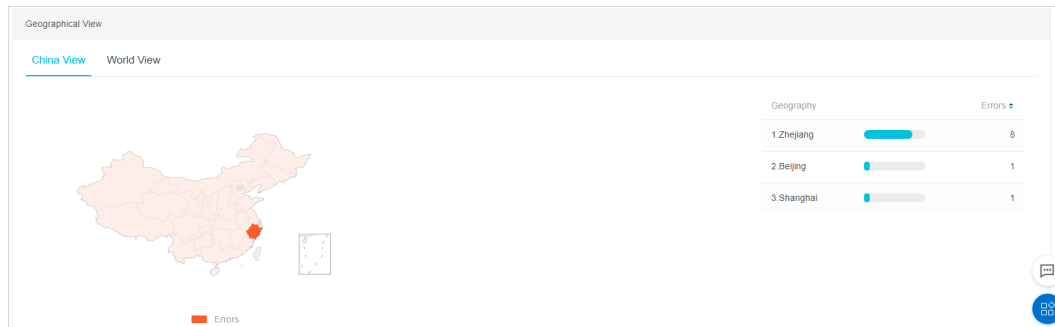 Geographical View
China View World View
Geography Errors
1.Zhejiang 8
2.Beijing 1
3.Shanghai 1
Errors